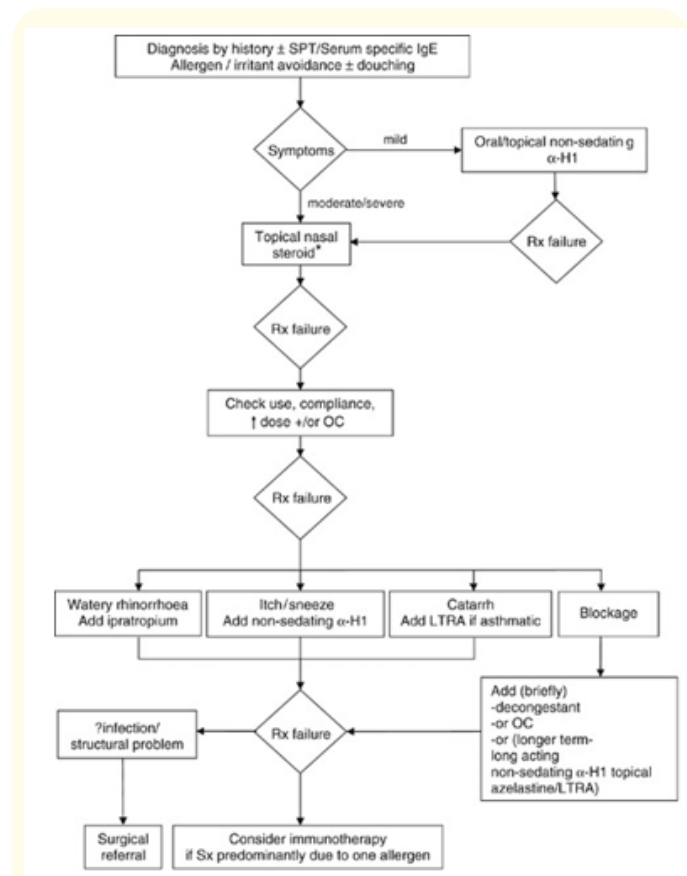 Diagnosis by history ± SPT/Serum specific IgE
Allergen / irritant avoidance ± douching
Symptoms
mild
Oral/topical non-sedatin g
α-H1
moderate/severe
Topical nasal
steroid*
Rx failure
Rx failure
Check use, compliance,
↑ dose +/or OC
Rx failure
Watery rhinorrhoea
Add ipratropium
Itch/sneeze
Add non-sedating α-H1
Catarrh
Add LTRA if asthmatic
Blockage
Add (briefly)
-decongestant
-or OC
-or (longer term-
long acting
non-sedating α-H1 topical
azelastine/LTRA)
Rx failure
?infection/
structural problem
Surgical
referral
Consider immunotherapy
if Sx predominantly due to one allergen